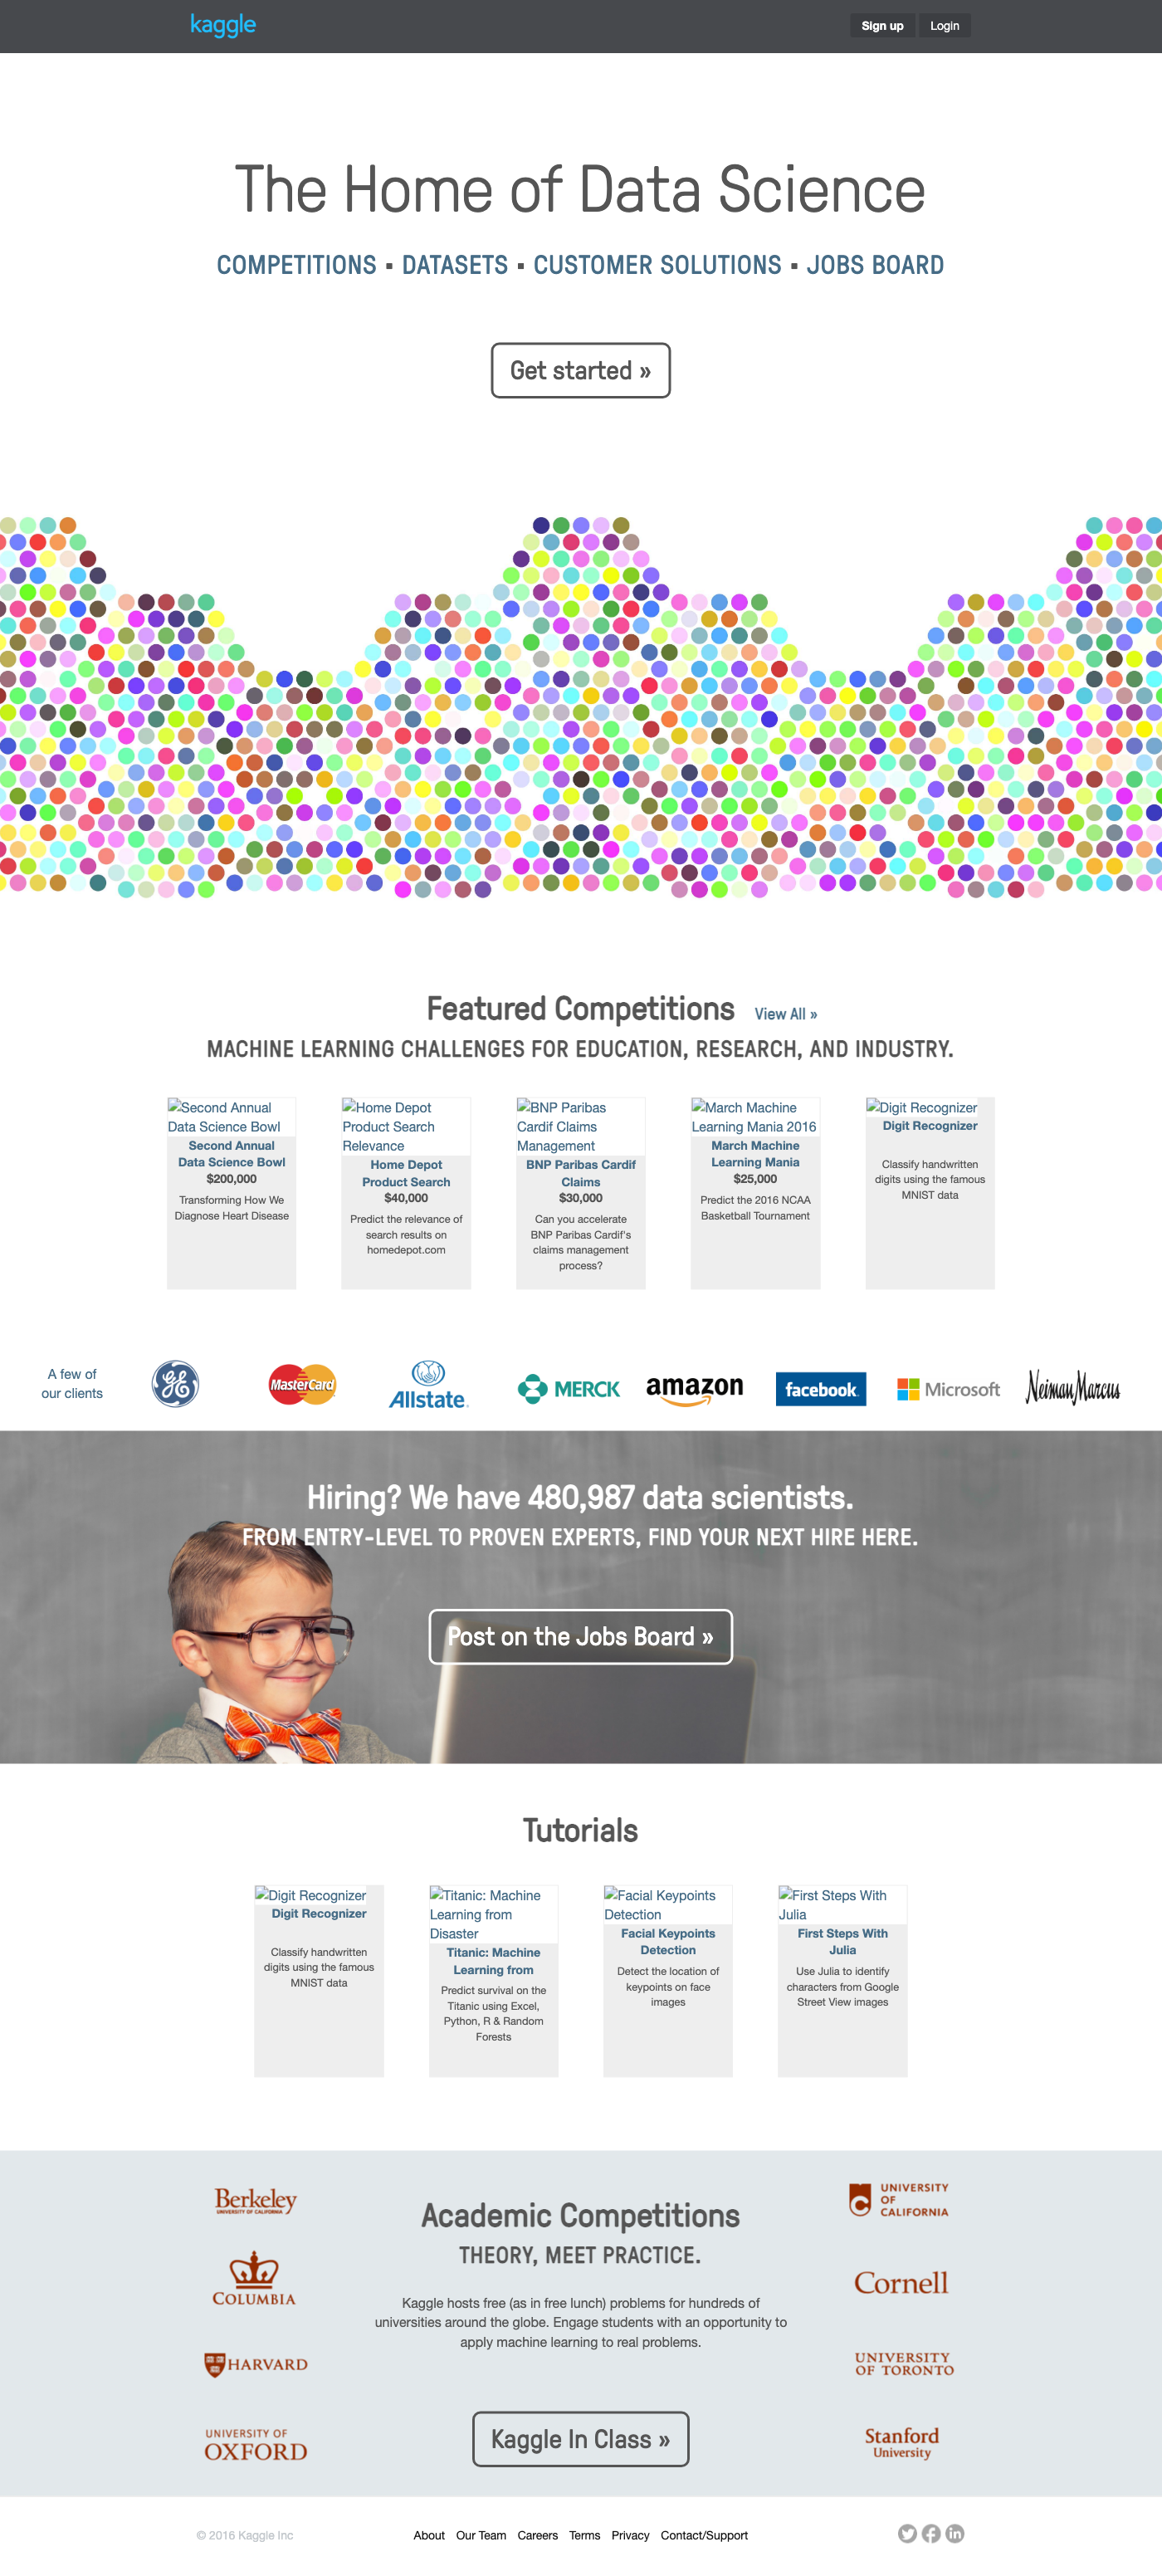 kaggle
Sign up Login
The Home of Data Science
COMPETITIONS ▪ DATASETS ▪ CUSTOMER SOLUTIONS ▪ JOBS BOARD
Get started »
Featured Competitions View All »
MACHINE LEARNING CHALLENGES FOR EDUCATION, RESEARCH, AND INDUSTRY.
Second Annual
Data Science Bowl
Second Annual
Data Science Bowl
$200,000
Transforming How We
Diagnose Heart Disease
Home Depot
Product Search
Relevance
Home Depot
Product Search
$40,000
Predict the relevance of
search results on
homedepot.com
BNP Paribas
Cardif Claims
Management
BNP Paribas Cardif
Claims
$30,000
Can you accelerate
BNP Paribas Cardif's
claims management
process?
March Machine
Learning Mania 2016
March Machine
Learning Mania
$25,000
Predict the 2016 NCAA
Basketball Tournament
Digit Recognizer
Digit Recognizer
Classify handwritten
digits using the famous
MNIST data
A few of
our clients
GE
MasterCard
Allstate.
MERCK
amazon
facebook
Microsoft
Neiman Marcus
Hiring? We have 480,987 data scientists.
FROM ENTRY-LEVEL TO PROVEN EXPERTS, FIND YOUR NEXT HIRE HERE.
Post on the Jobs Board »
Tutorials
Digit Recognizer
Digit Recognizer
Classify handwritten
digits using the famous
MNIST data
Titanic: Machine
Learning from
Disaster
Titanic: Machine
Learning from
Predict survival on the
Titanic using Excel,
Python, R & Random
Forests
Facial Keypoints
Detection
Facial Keypoints
Detection
Detect the location of
keypoints on face
images
First Steps With
Julia
First Steps With
Julia
Use Julia to identify
characters from Google
Street View images
Berkeley
UNIVERSITY OF CALIFORNIA
COLUMBIA
HARVARD
UNIVERSITY OF
OXFORD
Academic Competitions
THEORY, MEET PRACTICE.
Kaggle hosts free (as in free lunch) problems for hundreds of
universities around the globe. Engage students with an opportunity to
apply machine learning to real problems.
Kaggle In Class »
UNIVERSITY
OF
CALIFORNIA
Cornell
UNIVERSITY
OF TORONTO
Stanford
University
© 2016 Kaggle Inc
About Our Team Careers Terms Privacy Contact/Support